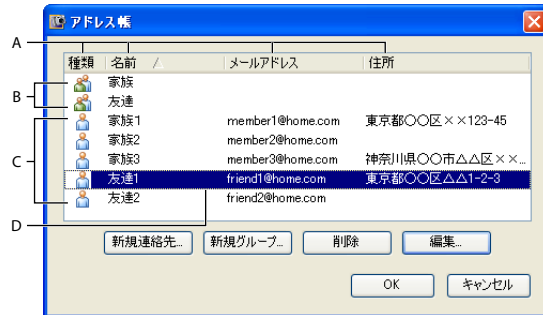 アドレス帳
A
種類 名前 メールアドレス 住所
B
家族
友達
C
家族1 member1@home.com 東京都〇〇区××123-45
家族2 member2@home.com
家族3 member3@home.com 神奈川県〇〇市△△区××...
友達1 friend1@home.com 東京都〇〇区△△1-2-3
友達2 friend2@home.com
D
新規連絡先... 新規グループ... 削除 編集...
OK キャンセル